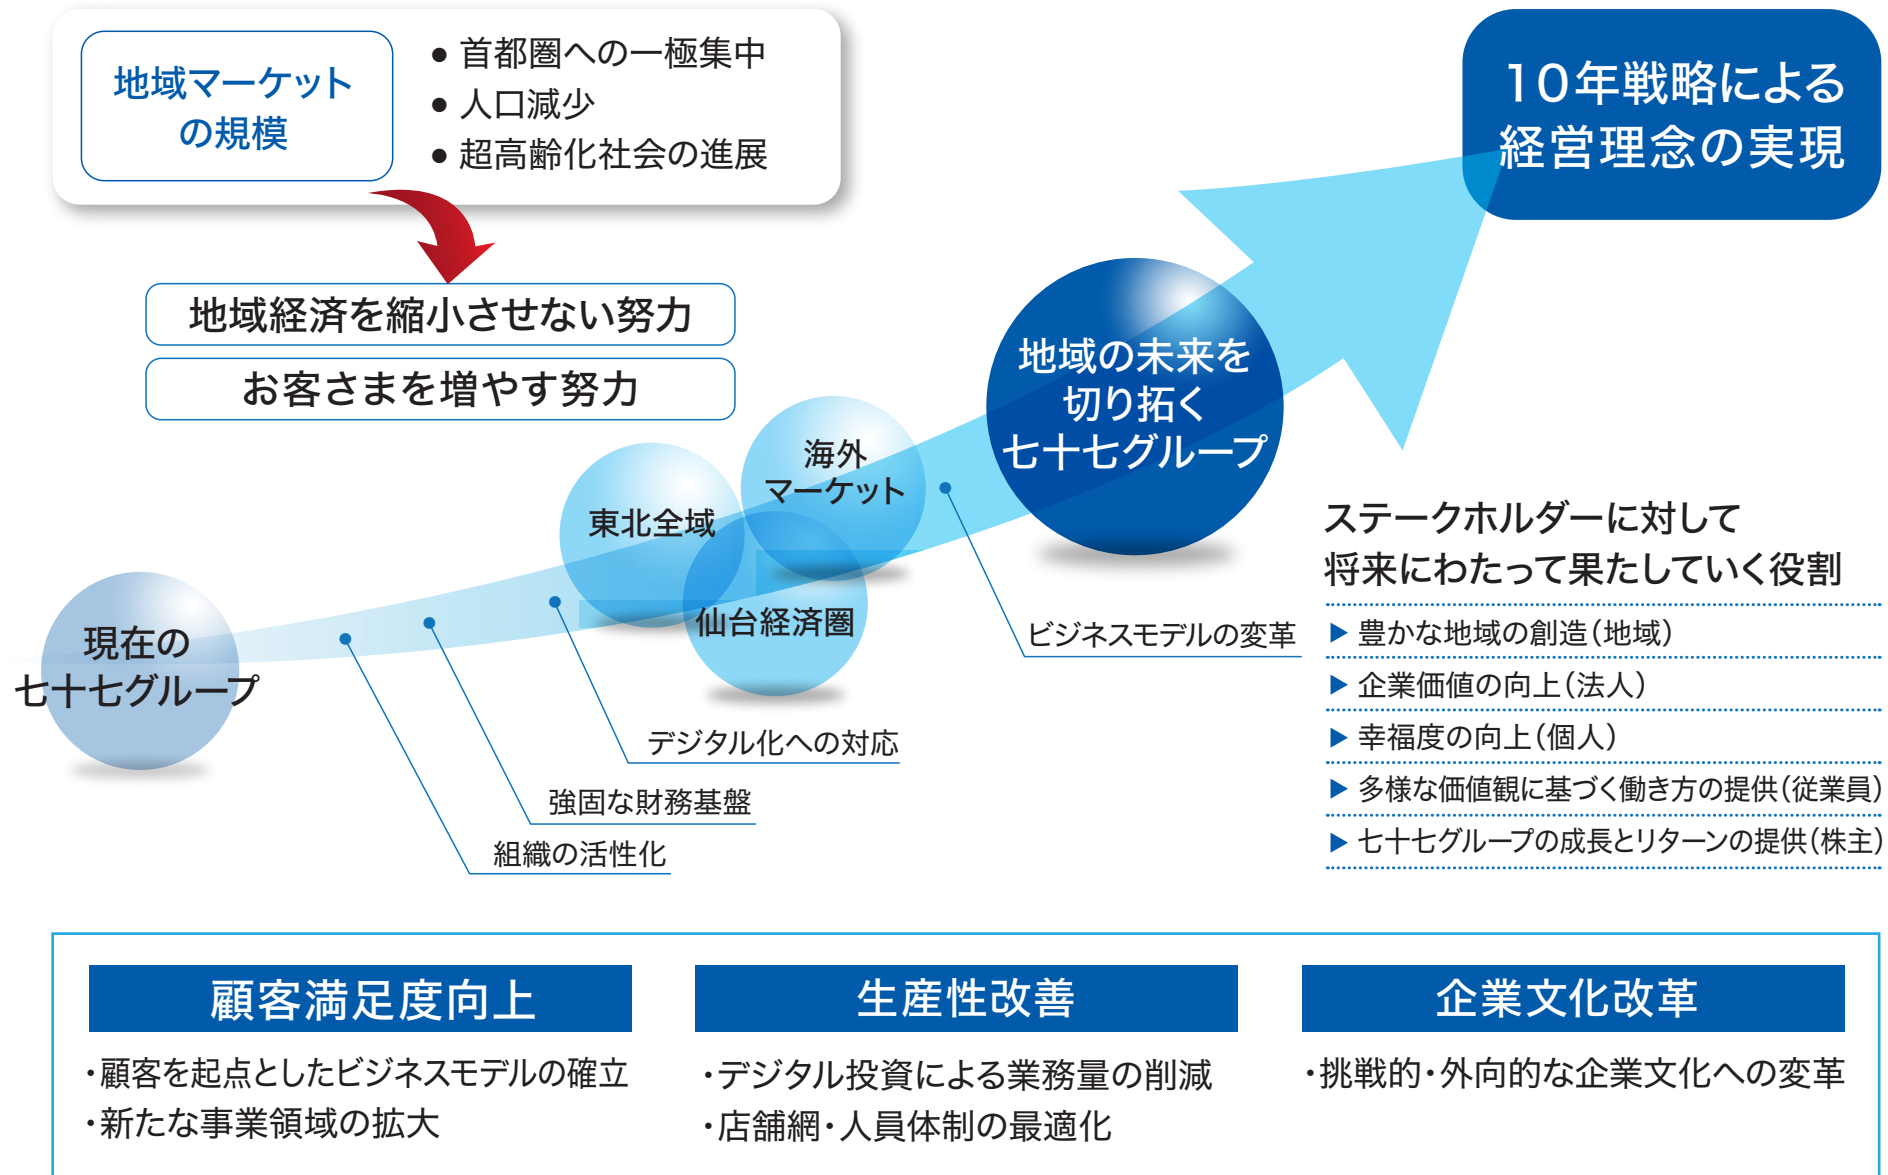 地域マーケット
の規模
● 首都圏への一極集中
● 人口減少
● 超高齢化社会の進展
10年戦略による
経営理念の実現
地域経済を縮小させない努力
お客さまを増やす努力
地域の未来を
切り拓く
七十七グループ
海外
マーケット
東北全域
仙台経済圏
現在の
七十七グループ
ビジネスモデルの変革
デジタル化への対応
強固な財務基盤
組織の活性化
ステークホルダーに対して
将来にわたって果たしていく役割
▶ 豊かな地域の創造（地域）
▶ 企業価値の向上（法人）
▶ 幸福度の向上（個人）
▶ 多様な価値観に基づく働き方の提供（従業員）
▶ 七十七グループの成長とリターンの提供（株主）
顧客満足度向上
・顧客を起点としたビジネスモデルの確立
・新たな事業領域の拡大
生産性改善
・デジタル投資による業務量の削減
・店舗網・人員体制の最適化
企業文化改革
・挑戦的・外向的な企業文化への変革